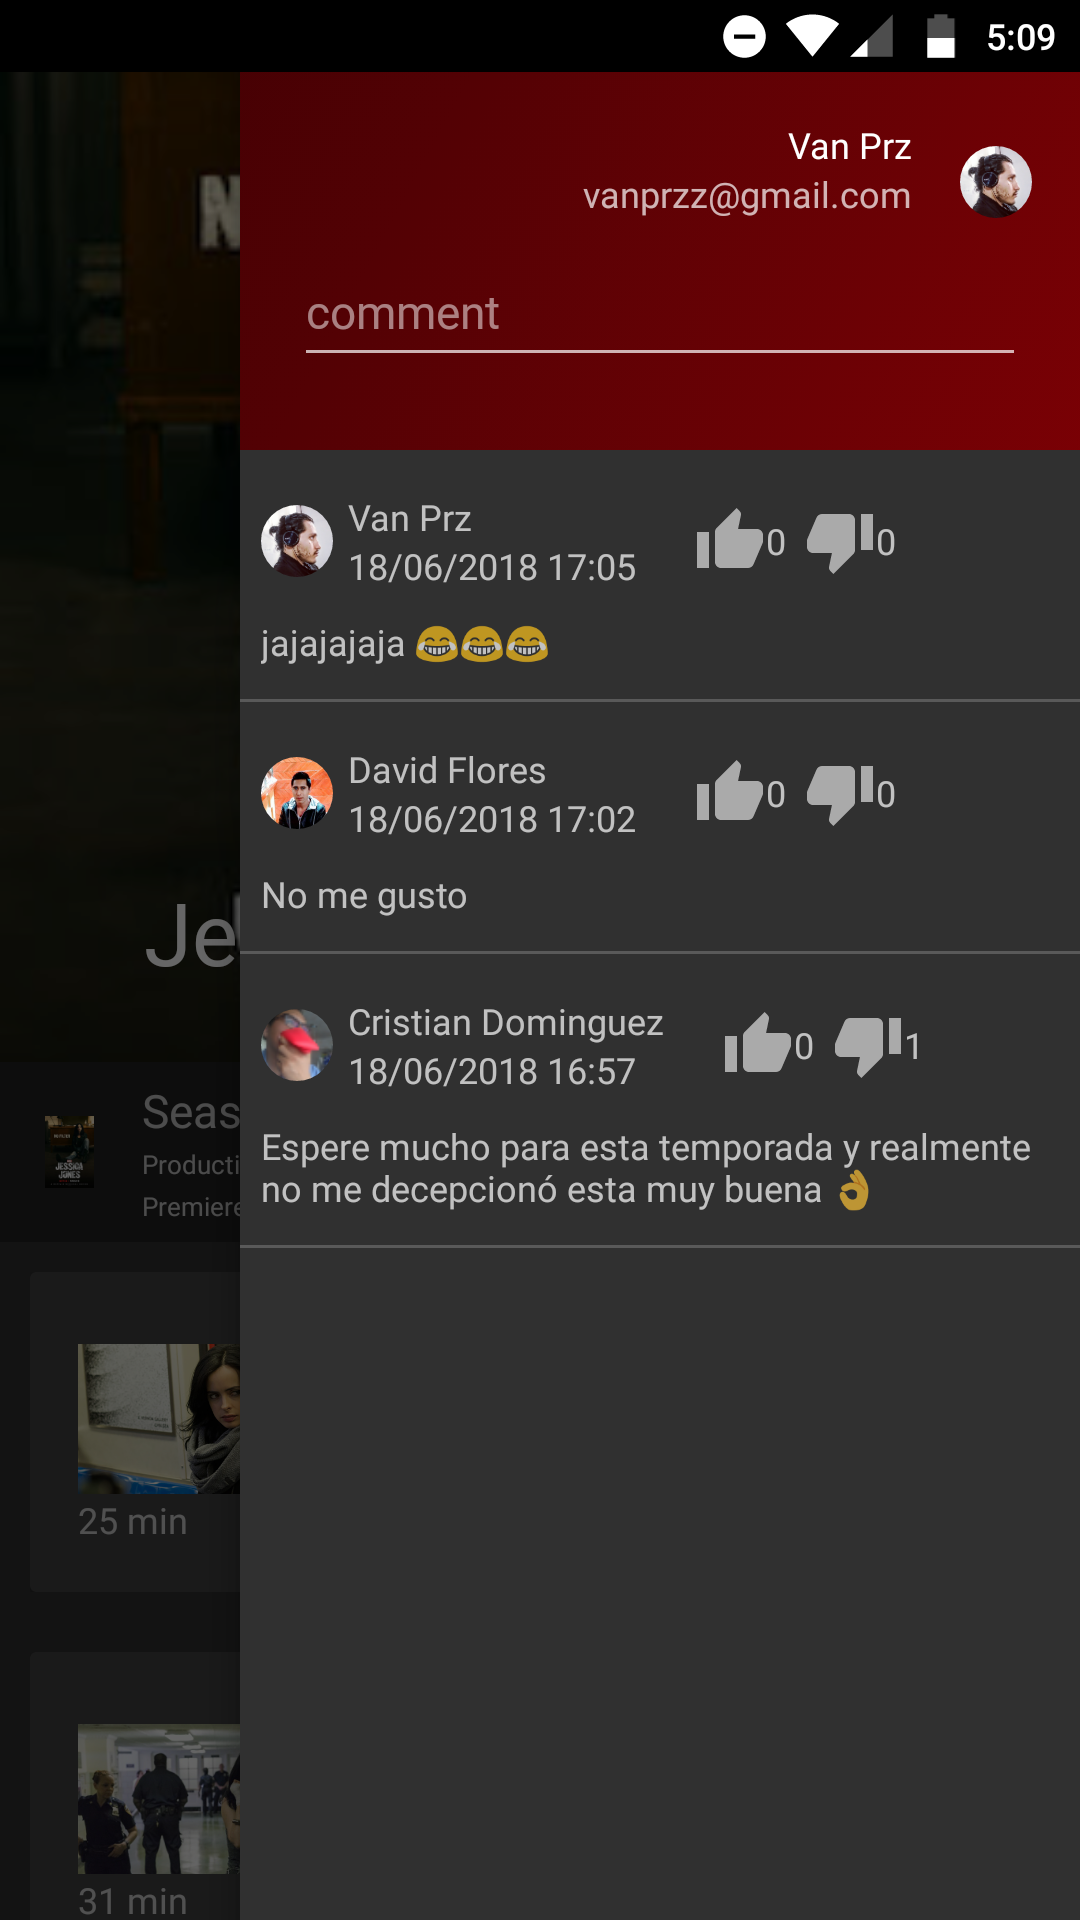 5:09
Van Prz
vanprzz@gmail.com
comment
Van Prz
18/06/2018 17:05
0
0
jajajajaja 😂😂😂
David Flores
18/06/2018 17:02
0
0
No me gusto
Cristian Dominguez
18/06/2018 16:57
0
1
Espere mucho para esta temporada y realmente
no me decepcionó esta muy buena 👌
N
Je
JESSICA
JONES
Seas
Producti
Premiere
25 min
31 min